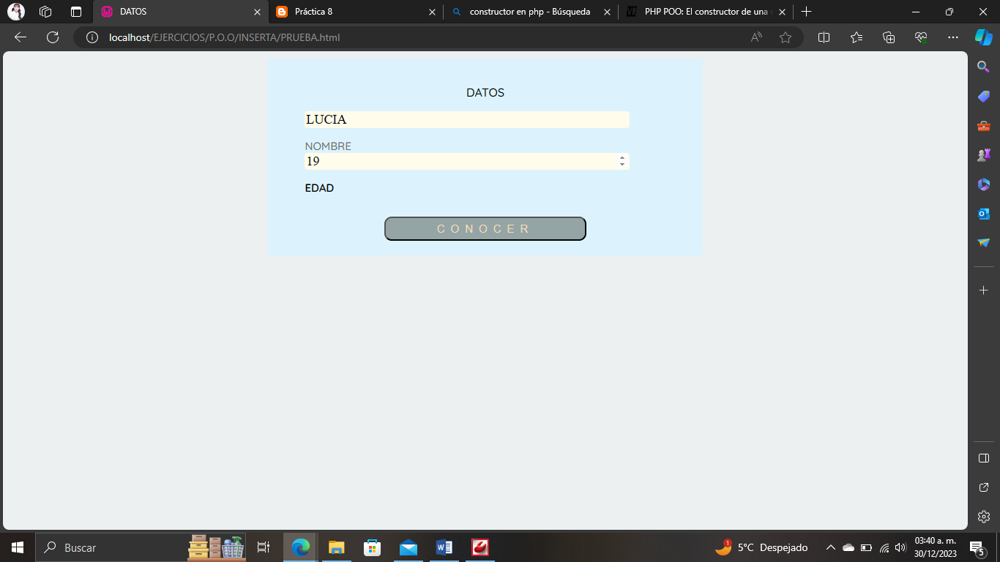 DATOS
Práctica 8
constructor en php - Búsqueda
PHP POO: El constructor de una
localhost/EJERCICIOS/P.O.O/INSERTA/PRUEBA.html
DATOS
LUCIA
NOMBRE
19
EDAD
CONOCER
Buscar
1
5°C Despejado
03:40 a. m.
30/12/2023
5